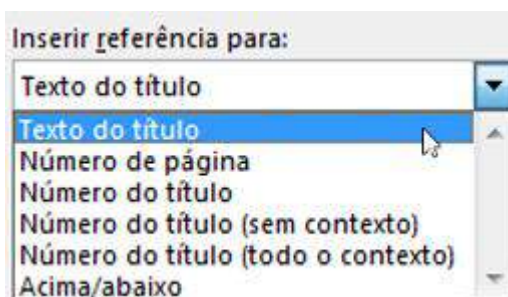 Inserir referência para:
Texto do título
Texto do título
Número de página
Número do título
Número do título (sem contexto)
Número do título (todo o contexto)
Acima/abaixo